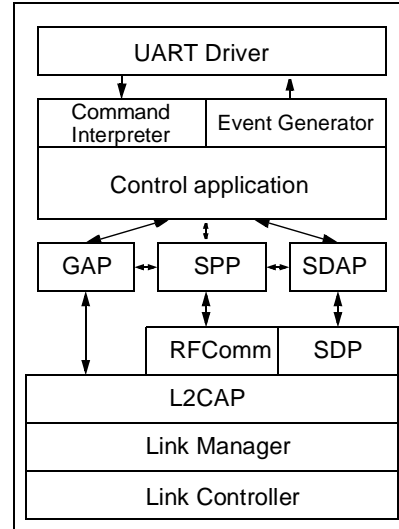 UART Driver
Command
Interpreter
Event Generator
Control application
GAP
SPP
SDAP
RFComm
SDP
L2CAP
Link Manager
Link Controller